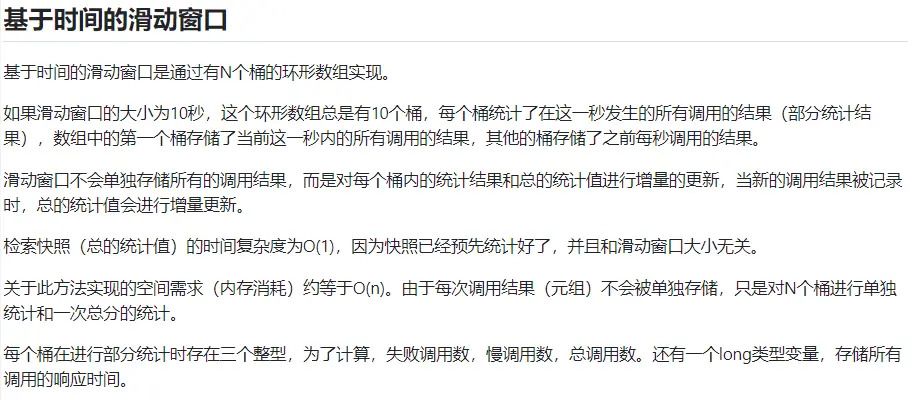 基于时间的滑动窗口
基于时间的滑动窗口是通过有N个桶的环形数组实现。
如果滑动窗口的大小为10秒，这个环形数组总是有10个桶，每个桶统计了在这一秒发生的所有调用的结果（部分统计结
果），数组中的第一个桶存储了当前这一秒内的所有调用的结果，其他的桶存储了之前每秒调用的结果。
滑动窗口不会单独存储所有的调用结果，而是对每个桶内的统计结果和总的统计值进行增量的更新，当新的调用结果被记录
时，总的统计值会进行增量更新。
检索快照（总的统计值）的时间复杂度为O(1)，因为快照已经预先统计好了，并且和滑动窗口大小无关。
关于此方法实现的空间需求（内存消耗）约等于O(n)。由于每次调用结果（元组）不会被单独存储，只是对N个桶进行单独
统计和一次总分的统计。
每个桶在进行部分统计时存在三个整型，为了计算，失败调用数，慢调用数，总调用数。还有一个long类型变量，存储所有
调用的响应时间。